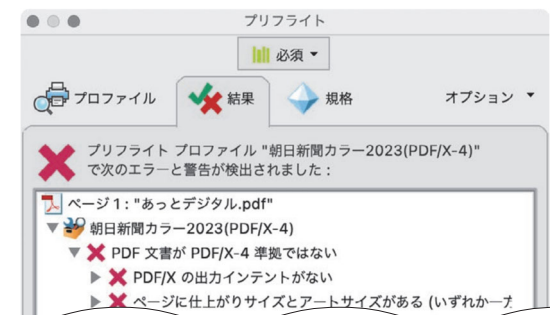 プリフライト
必須
プロファイル
結果
規格
オプション
プリフライト プロファイル "朝日新聞カラー2023(PDF/X-4)"
で次のエラーと警告が検出されました：
ページ 1："あっとデジタル.pdf"
朝日新聞カラー2023(PDF/X-4)
PDF 文書が PDF/X-4 準拠ではない
PDF/X の出力インテントがない
ページに仕上がりサイズとアートサイズがある (いずれか一方